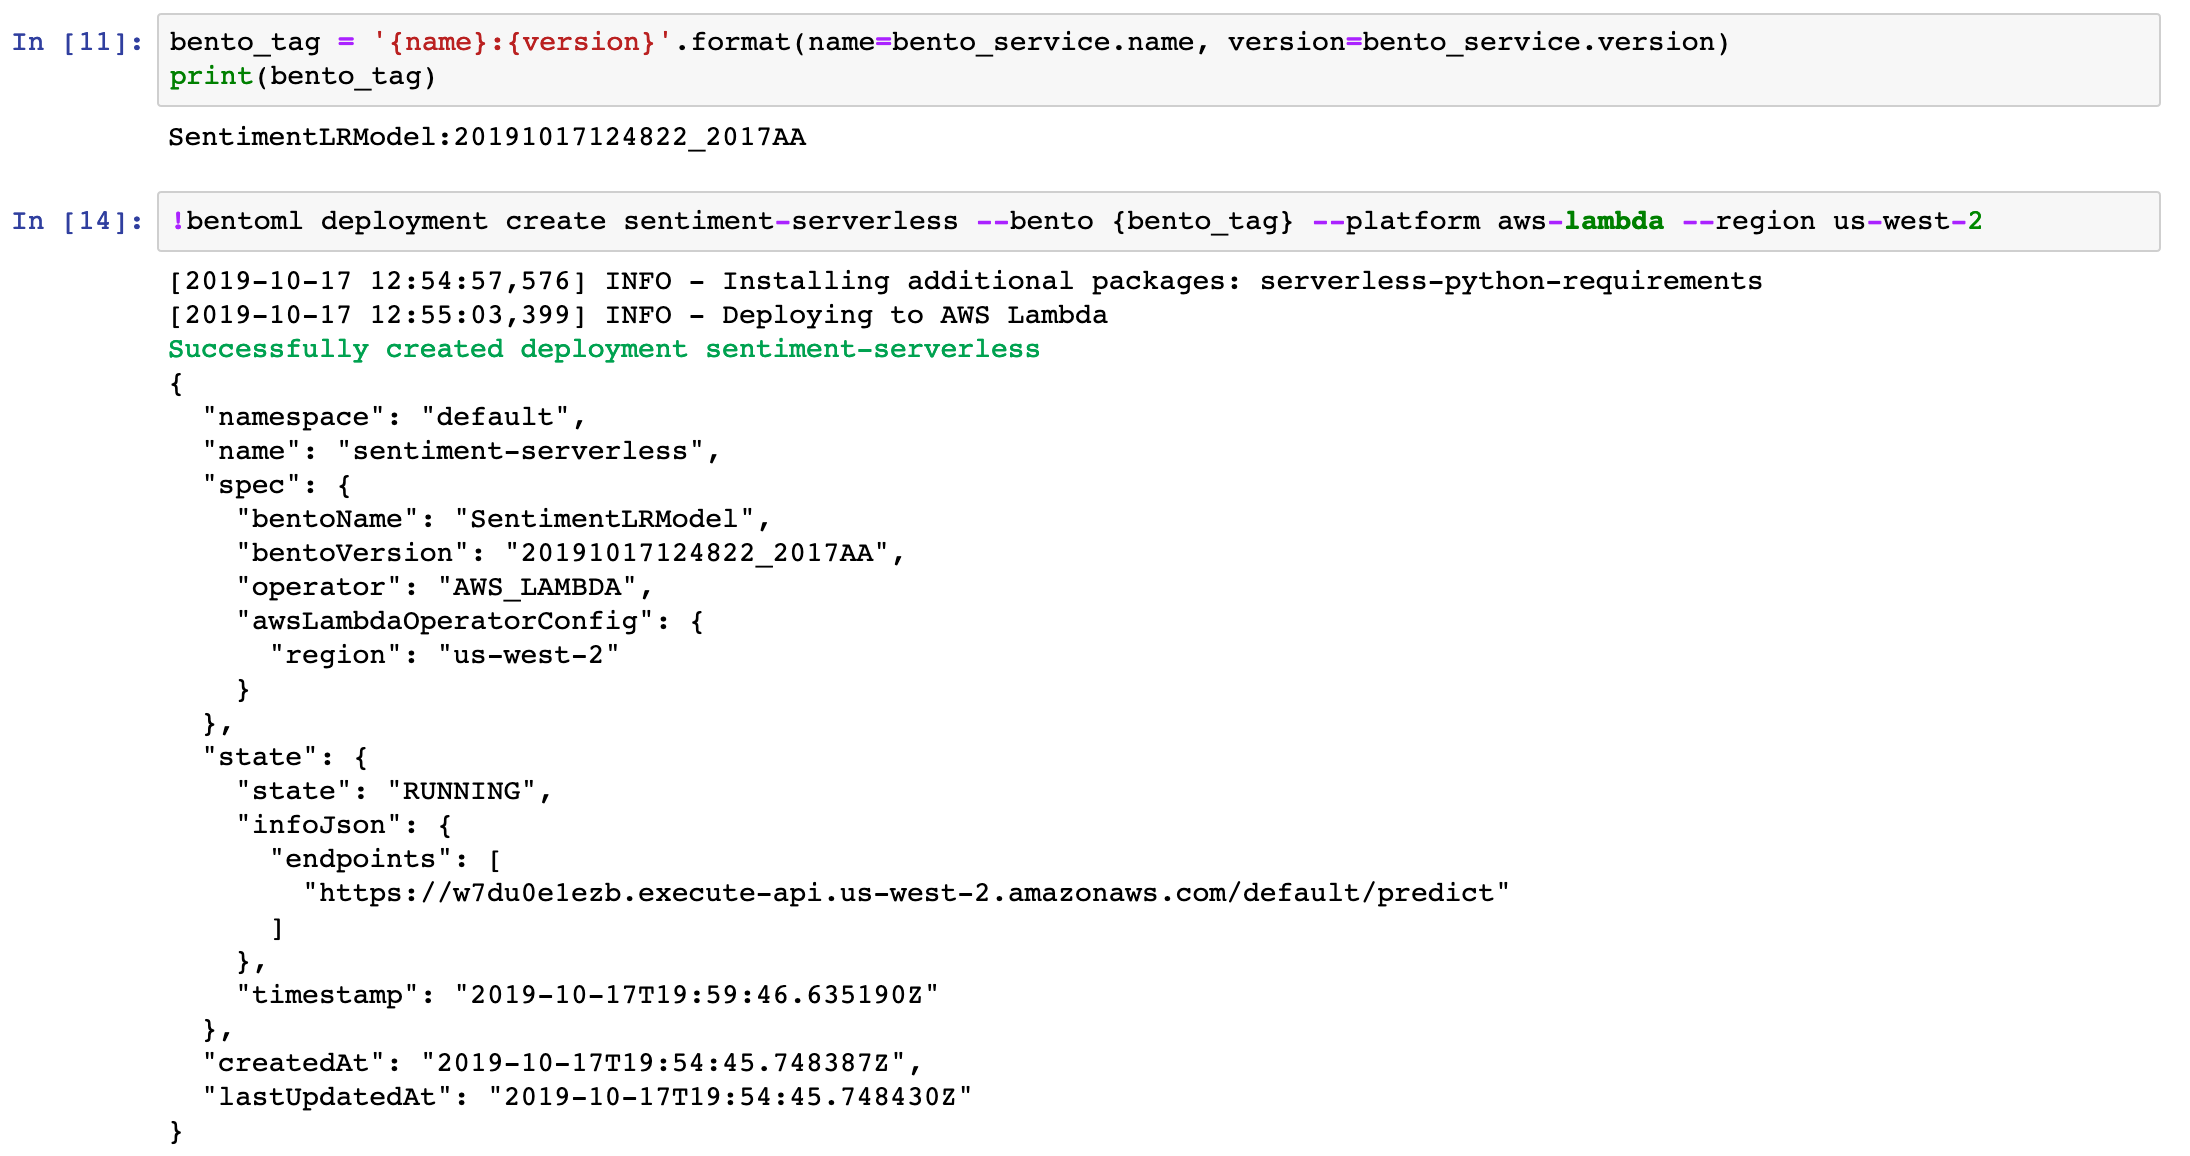 In [11]: bento_tag = '{name}:{version}'.format(name=bento_service.name, version=bento_service.version)
print(bento_tag)
SentimentLRModel:20191017124822_2017AA
In [14]: !bentoml deployment create sentiment-serverless --bento {bento_tag} --platform aws-lambda --region us-west-2
[2019-10-17 12:54:57,576] INFO - Installing additional packages: serverless-python-requirements
[2019-10-17 12:55:03,399] INFO - Deploying to AWS Lambda
Successfully created deployment sentiment-serverless
{
  "namespace": "default",
  "name": "sentiment-serverless",
  "spec": {
    "bentoName": "SentimentLRModel",
    "bentoVersion": "20191017124822_2017AA",
    "operator": "AWS_LAMBDA",
    "awsLambdaOperatorConfig": {
      "region": "us-west-2"
    }
  },
  "state": {
    "state": "RUNNING",
    "infoJson": {
      "endpoints": [
        "https://w7du0e1ezb.execute-api.us-west-2.amazonaws.com/default/predict"
      ]
    },
    "timestamp": "2019-10-17T19:59:46.635190Z"
  },
  "createdAt": "2019-10-17T19:54:45.748387Z",
  "lastUpdatedAt": "2019-10-17T19:54:45.748430Z"
}